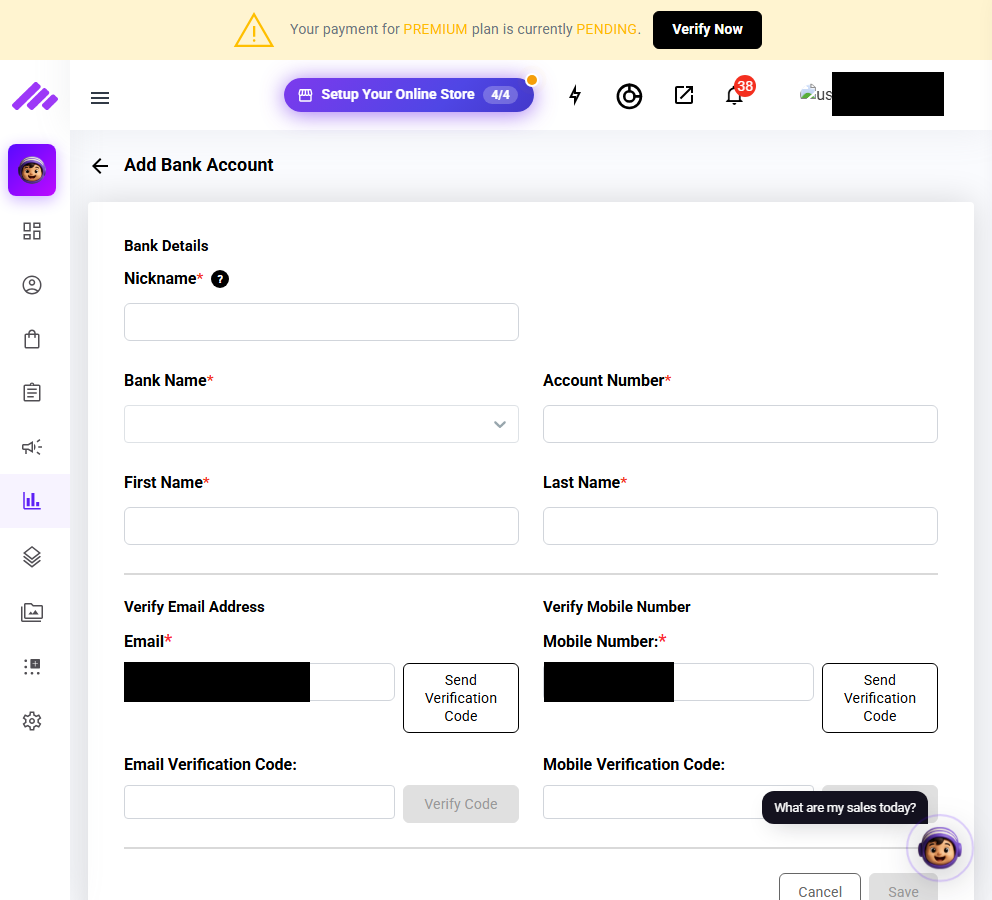 Your payment for PREMIUM plan is currently PENDING. Verify Now
Setup Your Online Store 4/4
38
us
Add Bank Account
Bank Details
Nickname* ?
Bank Name* Account Number*
First Name* Last Name*
Verify Email Address Verify Mobile Number
Email* Mobile Number:*
Send
Verification
Code
Send
Verification
Code
Email Verification Code: Mobile Verification Code:
Verify Code
What are my sales today?
Cancel Save